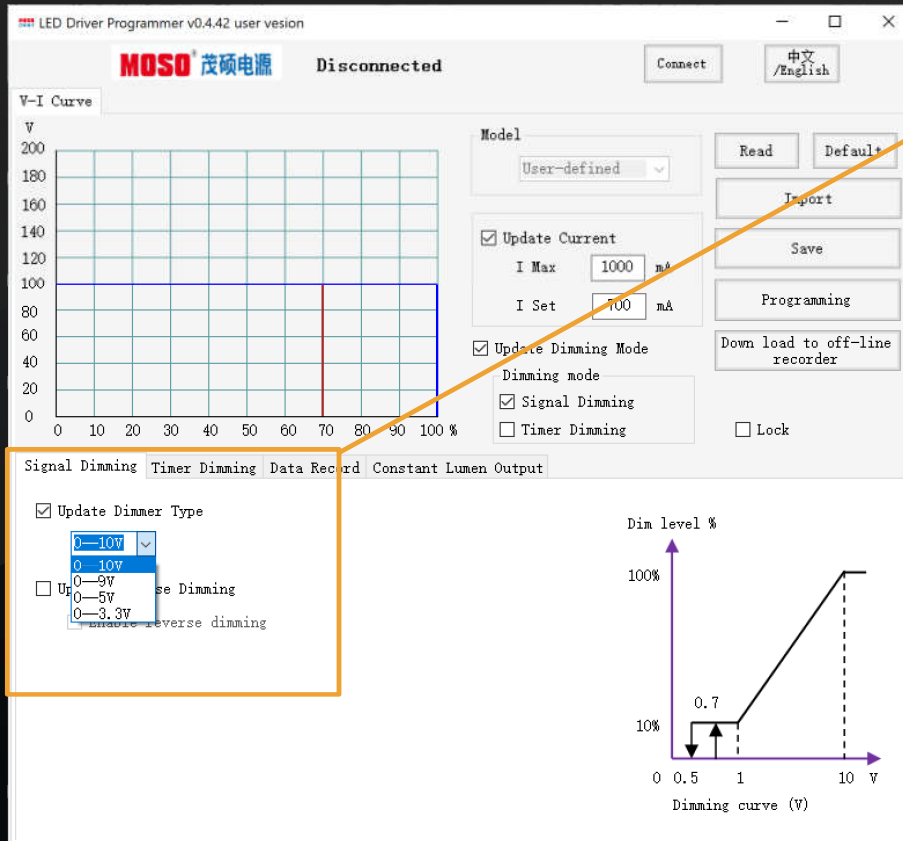 LED Driver Programmer v0.4.42 user vesion
MOSO® 茂硕电源
Disconnected
Connect
中文
/English
V-I Curve
V
200
180
160
140
120
100
80
60
40
20
0
0 10 20 30 40 50 60 70 80 90 100 %
Model
User-defined
Update Current
I Max 1000 mA
I Set 700 mA
Update Dimming Mode
Dimming mode
Signal Dimming
Timer Dimming
Read
Default
Import
Save
Programming
Down load to off-line
recorder
Lock
Signal Dimming Timer Dimming Data Record Constant Lumen Output
Update Dimmer Type
0—10V
0—10V
0—9V
0—5V
0—3.3V
se Dimming
Enable reverse dimming
Dim level %
100%
0.7
10%
0 0.5 1 10 V
Dimming curve (V)